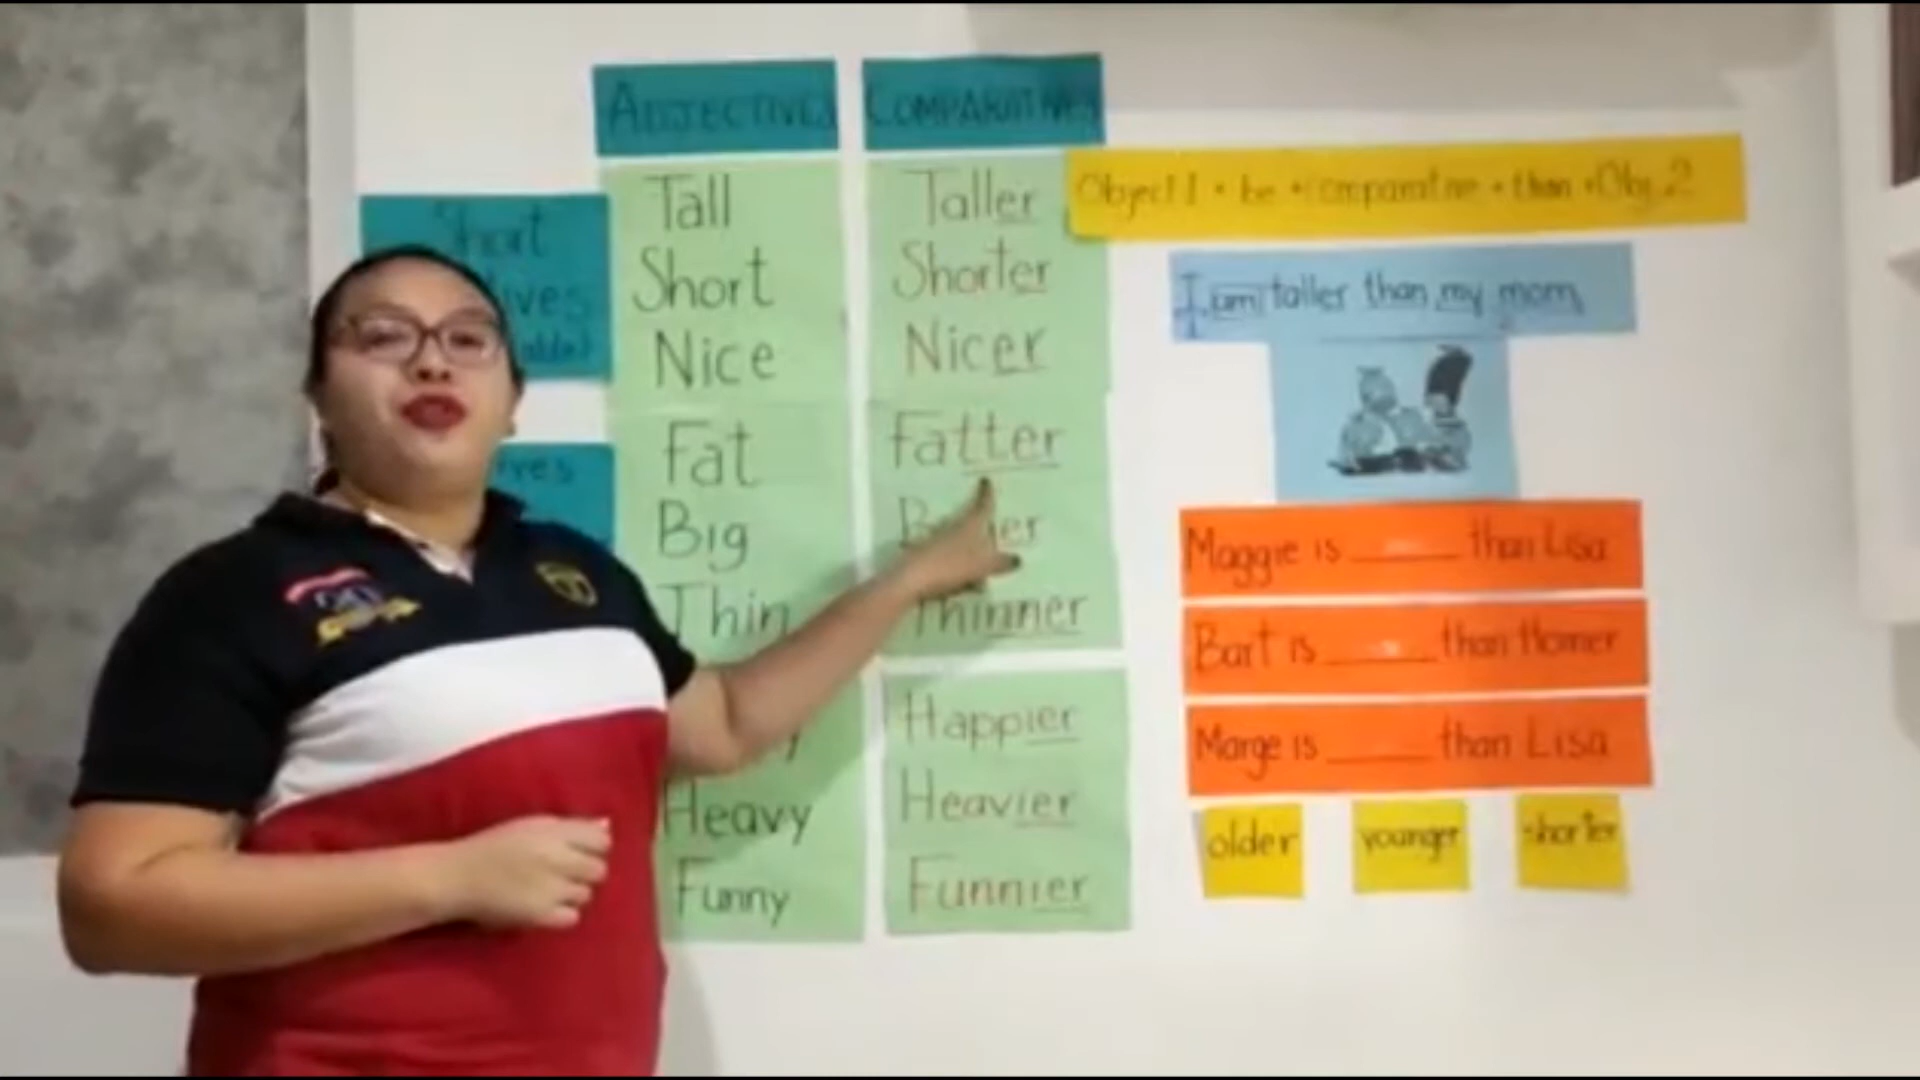 ADJECTIVES
COMPARATIVES
Short
Tall
Short
Nice
Fat
Big
Thin
Heavy
Funny
Taller
Shorter
Nicer
Fatter
Thinner
Happier
Heavier
Funnier
Object 1 + be + comparative + than + Obj. 2
I am taller than my mom.
Maggie is ____ than Lisa
Bart is ____ than Homer
Marge is ____ than Lisa
older
younger
shorter